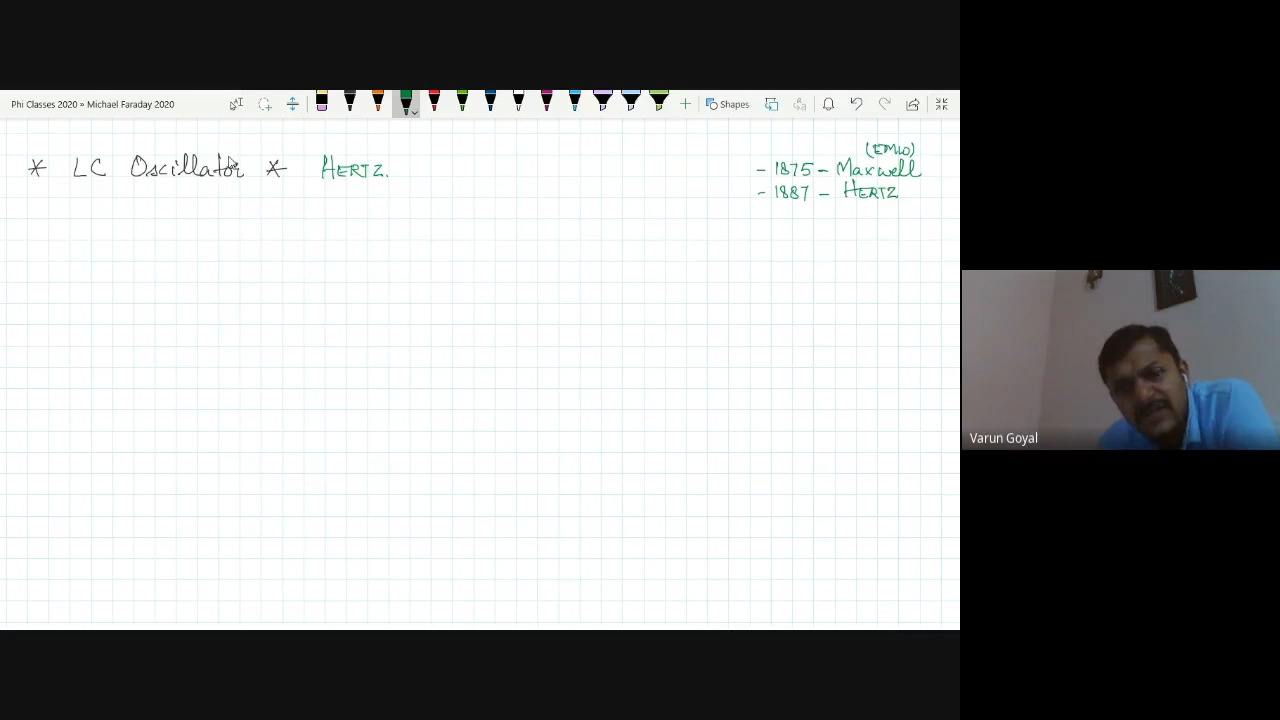 Phi Classes 2020 » Michael Faraday 2020
Shapes
* LC Oscillator * HERTZ.
(EMW)
- 1875 - Maxwell
- 1887 - HERTZ
Varun Goyal